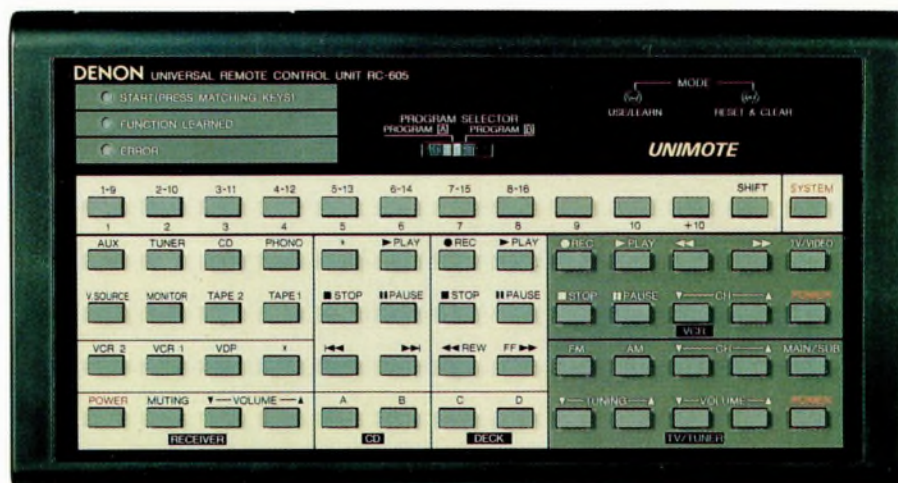 DENON UNIVERSAL REMOTE CONTROL UNIT RC-605
START (PRESS MATCHING KEYS)
FUNCTION LEARNED
ERROR
PROGRAM SELECTOR
PROGRAM A PROGRAM B
MODE
USE/LEARN RESET & CLEAR
UNIMOTE
1-9 2-10 3-11 4-12 5-13 6-14 7-15 8-16 SHIFT SYSTEM
1 2 3 4 5 6 7 8 9 10 +10
AUX TUNER CD PHONO * ▶PLAY ●REC ▶PLAY ●REC ▶PLAY ◀◀ ▶▶ TV/VIDEO
V.SOURCE MONITOR TAPE 2 TAPE 1 ■STOP ❚❚PAUSE ■STOP ❚❚PAUSE ■STOP ❚❚PAUSE ▼—CH—▲ POWER
VCR
VCR 2 VCR 1 VDP * |◀◀ ▶▶| ◀◀REW FF▶▶ FM AM ▼—CH—▲ MAIN/SUB
POWER MUTING ▼—VOLUME—▲ A B C D ▼—TUNING—▲ ▼—VOLUME—▲ POWER
RECEIVER CD DECK TV/TUNER